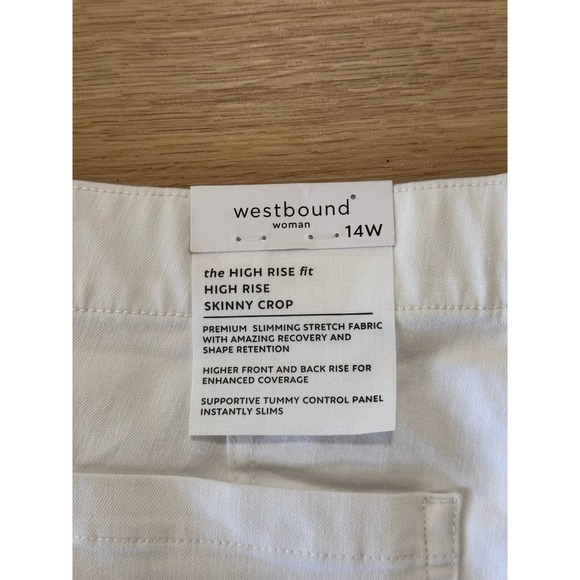 westbound®
woman
14W
the HIGH RISE fit
HIGH RISE
SKINNY CROP
PREMIUM SLIMMING STRETCH FABRIC
WITH AMAZING RECOVERY AND
SHAPE RETENTION
HIGHER FRONT AND BACK RISE FOR
ENHANCED COVERAGE
SUPPORTIVE TUMMY CONTROL PANEL
INSTANTLY SLIMS